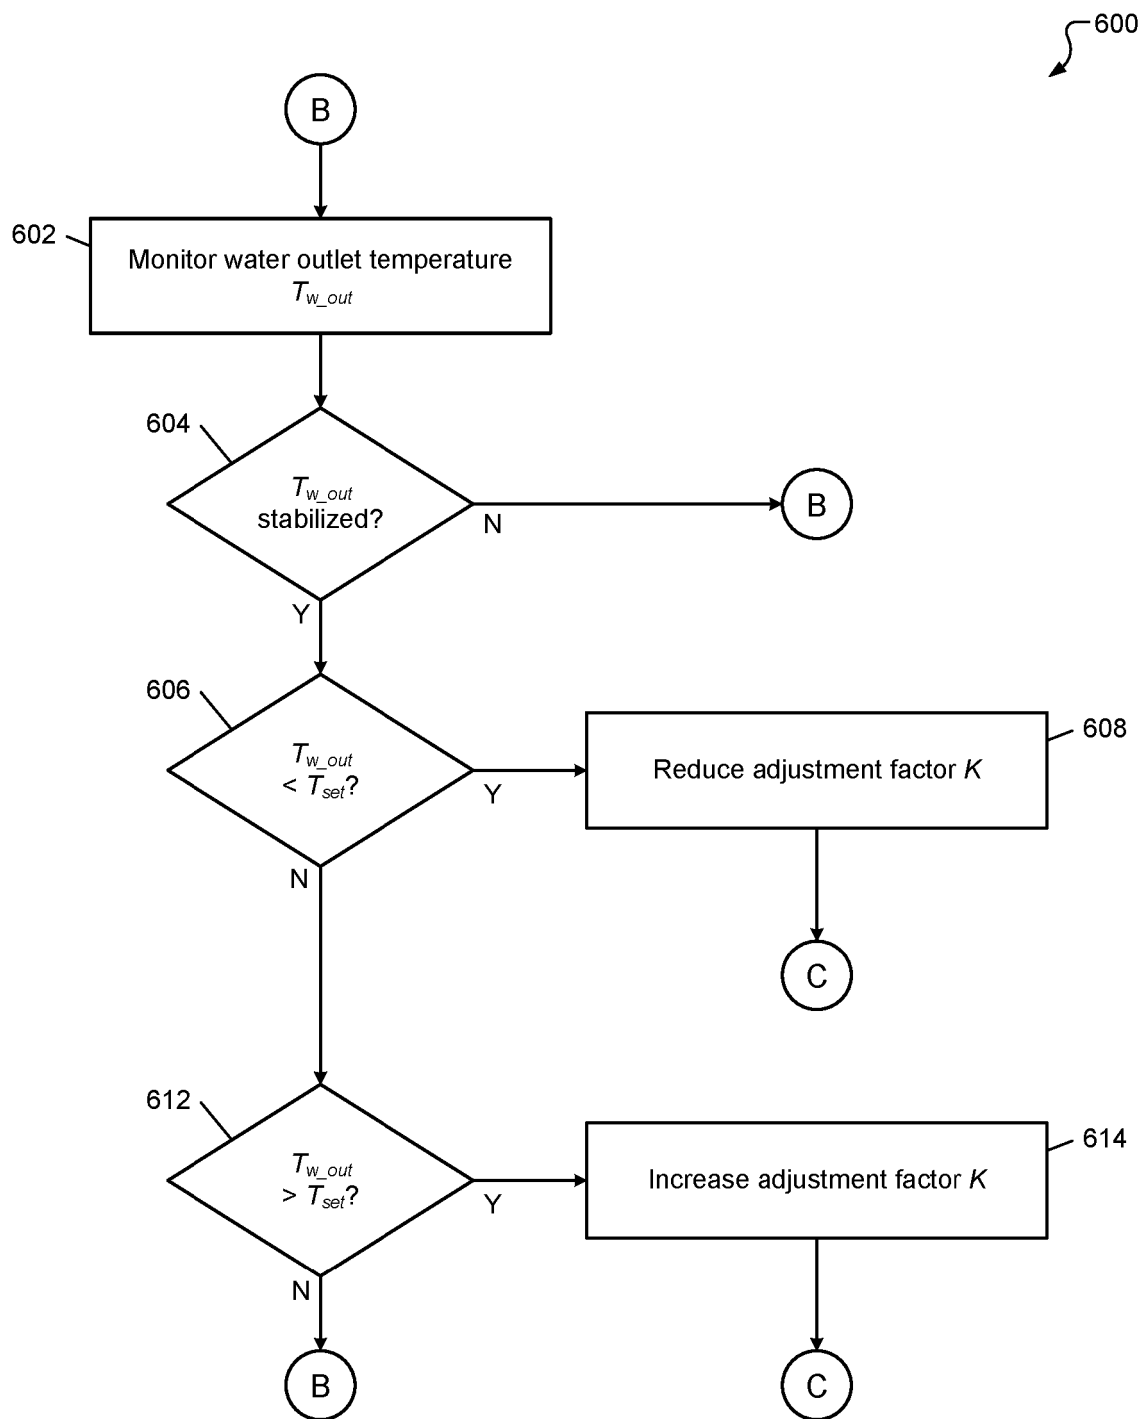 600
B
602
Monitor water outlet temperature
T_w_out
604
T_w_out
stabilized?
N
B
Y
606
T_w_out
< T_set?
Y
608
Reduce adjustment factor K
N
C
612
T_w_out
> T_set?
Y
614
Increase adjustment factor K
N
B
C